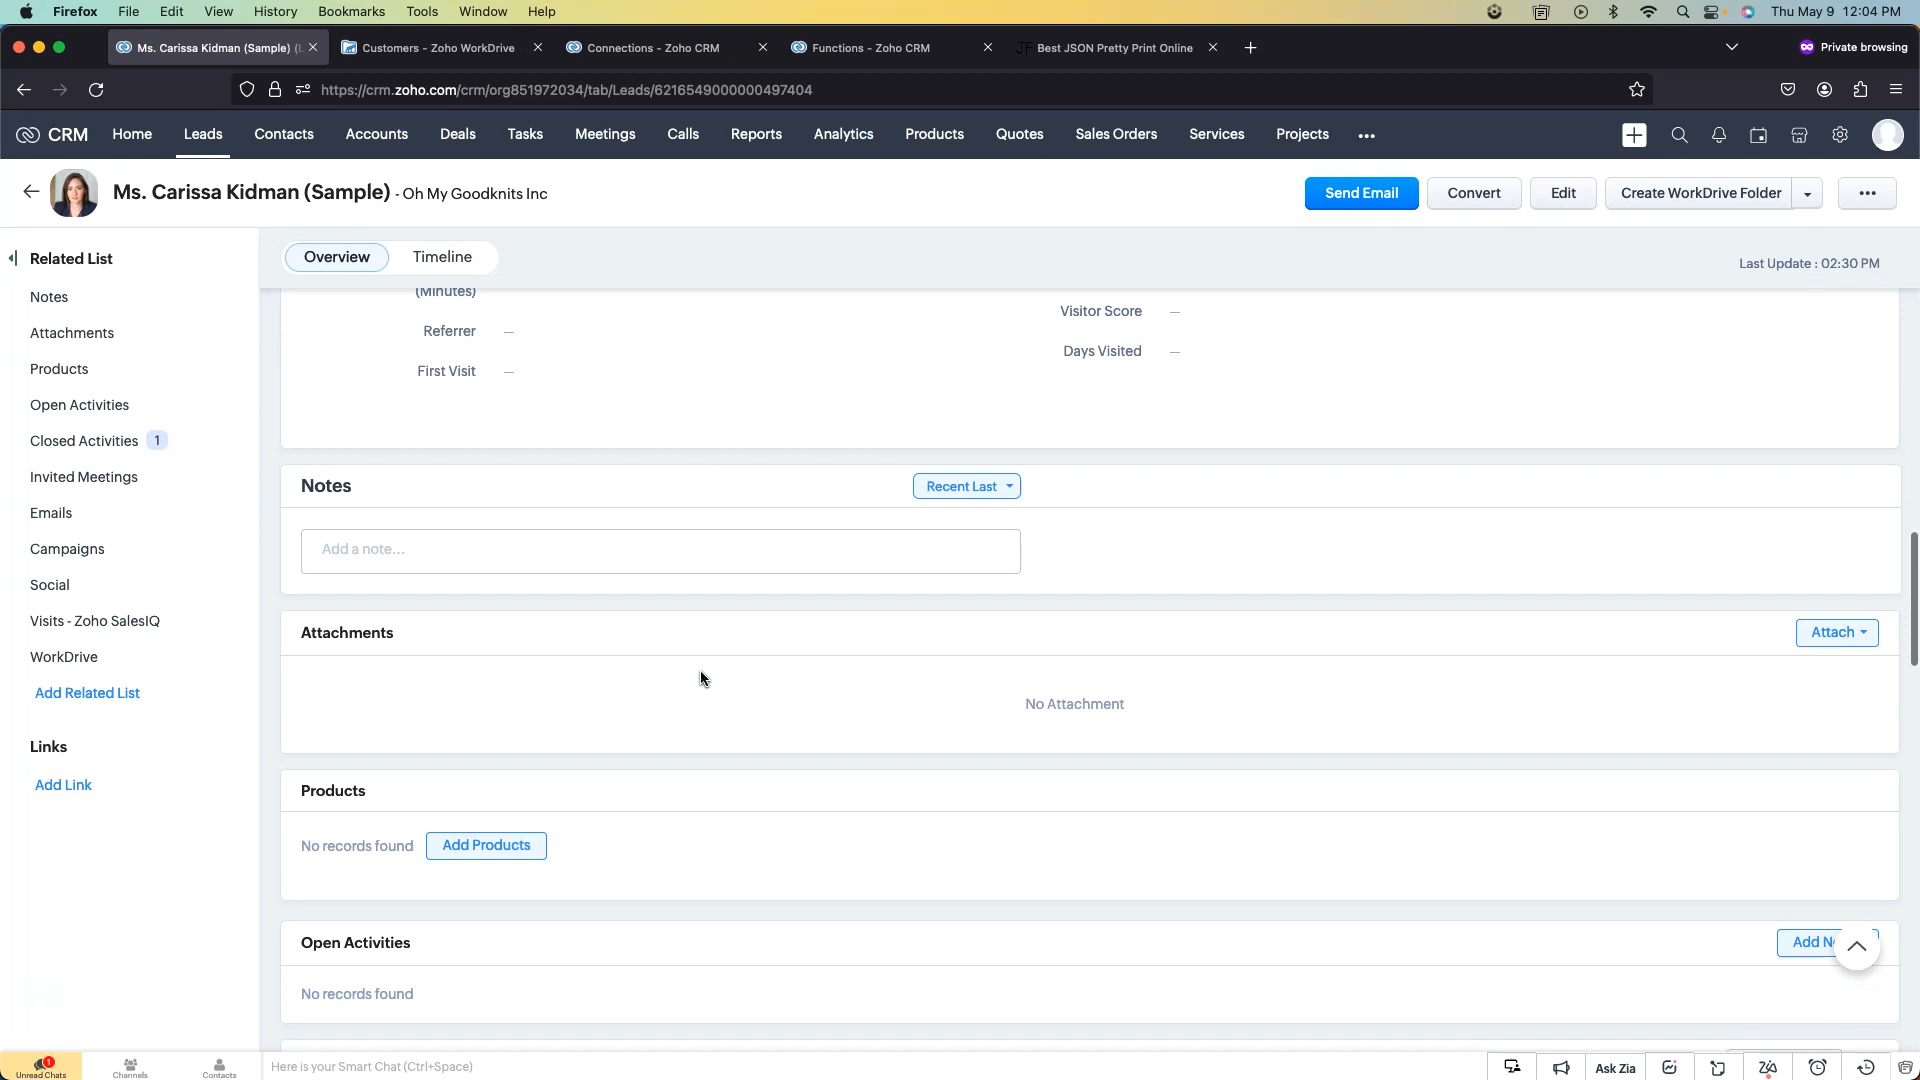 Firefox File Edit View History Bookmarks Tools Window Help Thu May 9 12:04 PM
Ms. Carissa Kidman (Sample) (L Customers - Zoho WorkDrive Connections - Zoho CRM Functions - Zoho CRM JF Best JSON Pretty Print Online Private browsing
https://crm.zoho.com/crm/org851972034/tab/Leads/6216549000000497404
CRM Home Leads Contacts Accounts Deals Tasks Meetings Calls Reports Analytics Products Quotes Sales Orders Services Projects
Ms. Carissa Kidman (Sample) - Oh My Goodknits Inc Send Email Convert Edit Create WorkDrive Folder
Overview Timeline
Last Update : 02:30 PM
Related List
Notes
Attachments
Products
Open Activities
Closed Activities 1
Invited Meetings
Emails
Campaigns
Social
Visits - Zoho SalesIQ
WorkDrive
Add Related List
Links
Add Link
(Minutes)
Referrer —
First Visit —
Visitor Score —
Days Visited —
Notes Recent Last
Add a note...
Attachments Attach
No Attachment
Products
No records found Add Products
Open Activities Add N
No records found
1
Unread Chats Channels Contacts Here is your Smart Chat (Ctrl+Space) Ask Zia